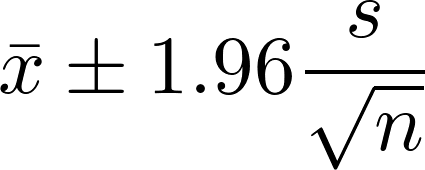 x̄ ± 1.96 s/√n